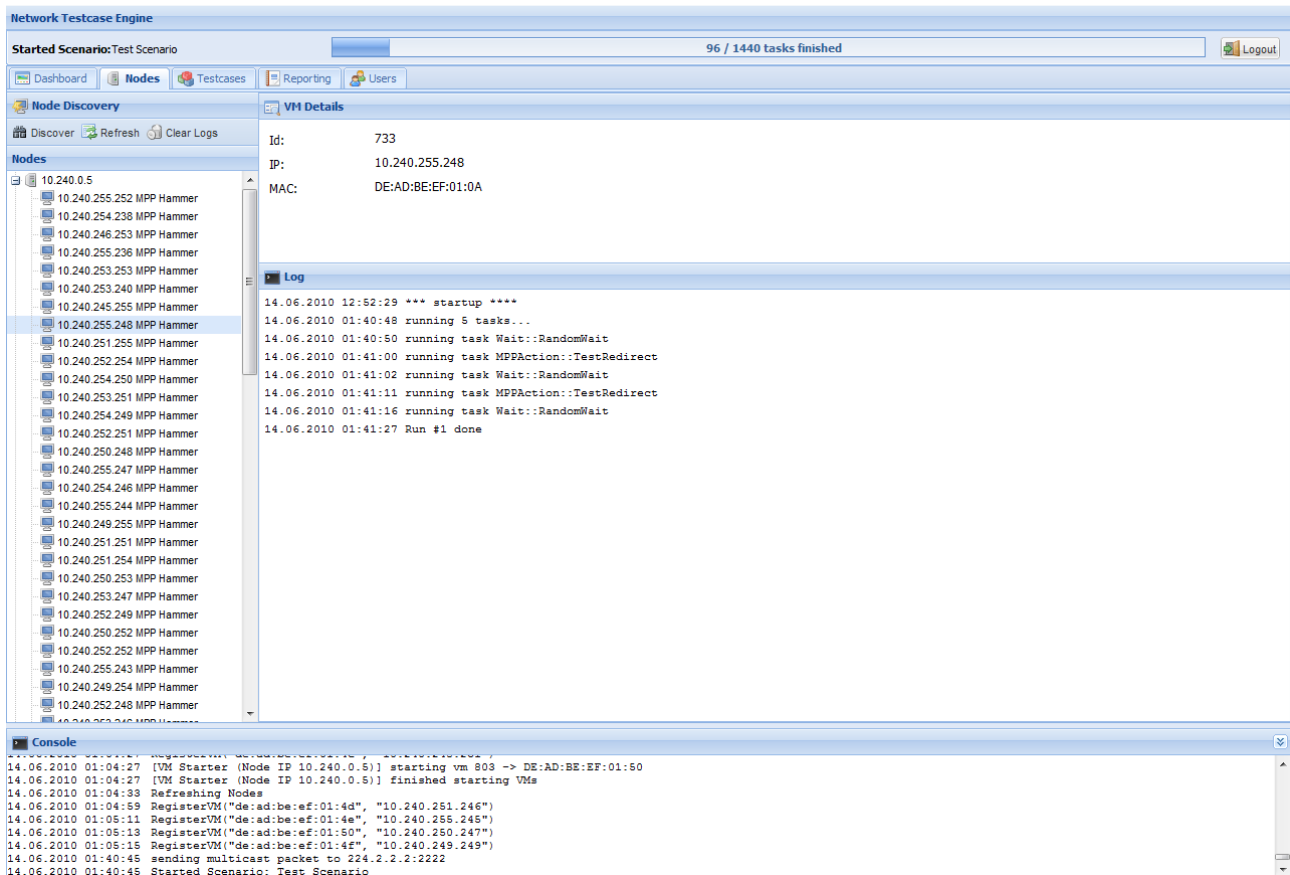 Network Testcase Engine
Started Scenario: Test Scenario
96 / 1440 tasks finished
Logout
Dashboard
Nodes
Testcases
Reporting
Users
Node Discovery
Discover Refresh Clear Logs
Nodes
10.240.0.5
10.240.255.252 MPP Hammer
10.240.254.238 MPP Hammer
10.240.246.253 MPP Hammer
10.240.255.236 MPP Hammer
10.240.253.253 MPP Hammer
10.240.253.240 MPP Hammer
10.240.245.255 MPP Hammer
10.240.255.248 MPP Hammer
10.240.251.255 MPP Hammer
10.240.252.254 MPP Hammer
10.240.254.250 MPP Hammer
10.240.253.251 MPP Hammer
10.240.254.249 MPP Hammer
10.240.252.251 MPP Hammer
10.240.250.248 MPP Hammer
10.240.255.247 MPP Hammer
10.240.254.246 MPP Hammer
10.240.255.244 MPP Hammer
10.240.249.255 MPP Hammer
10.240.251.251 MPP Hammer
10.240.251.254 MPP Hammer
10.240.250.253 MPP Hammer
10.240.253.247 MPP Hammer
10.240.252.249 MPP Hammer
10.240.250.252 MPP Hammer
10.240.252.252 MPP Hammer
10.240.255.243 MPP Hammer
10.240.249.254 MPP Hammer
10.240.252.248 MPP Hammer
VM Details
Id: 733
IP: 10.240.255.248
MAC: DE:AD:BE:EF:01:0A
Log
14.06.2010 12:52:29 *** startup ****
14.06.2010 01:40:48 running 5 tasks...
14.06.2010 01:40:50 running task Wait::RandomWait
14.06.2010 01:41:00 running task MPPAction::TestRedirect
14.06.2010 01:41:02 running task Wait::RandomWait
14.06.2010 01:41:11 running task MPPAction::TestRedirect
14.06.2010 01:41:16 running task Wait::RandomWait
14.06.2010 01:41:27 Run #1 done
Console
14.06.2010 01:04:27 [VM Starter (Node IP 10.240.0.5)] starting vm 803 -> DE:AD:BE:EF:01:50
14.06.2010 01:04:27 [VM Starter (Node IP 10.240.0.5)] finished starting VMs
14.06.2010 01:04:33 Refreshing Nodes
14.06.2010 01:04:59 RegisterVM("de:ad:be:ef:01:4d", "10.240.251.246")
14.06.2010 01:05:11 RegisterVM("de:ad:be:ef:01:4e", "10.240.255.245")
14.06.2010 01:05:13 RegisterVM("de:ad:be:ef:01:50", "10.240.250.247")
14.06.2010 01:05:15 RegisterVM("de:ad:be:ef:01:4f", "10.240.249.249")
14.06.2010 01:40:45 sending multicast packet to 224.2.2.2:2222
14.06.2010 01:40:45 Started Scenario: Test Scenario